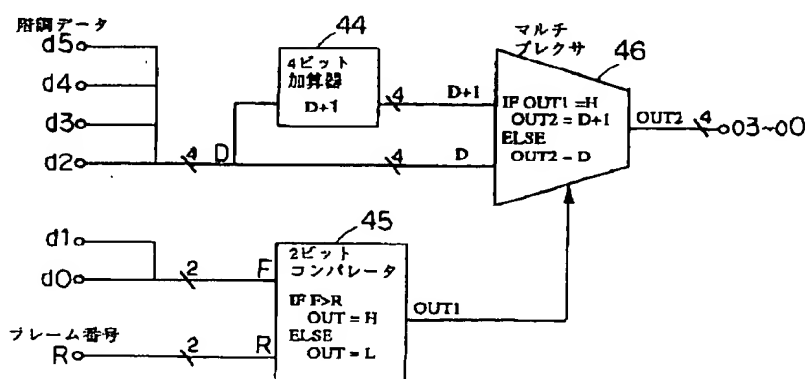 階調データ
d5
d4
d3
d2
4
D
44
4ビット
加算器
D+1
4
D+1
4
D
マルチ
プレクサ
46
IF OUT1 =H
OUT2 = D+1
ELSE
OUT2 = D
OUT2
4
O3~O0
d1
d0
2
F
フレーム番号
R
2
R
45
2ビット
コンパレータ
IF F>R
OUT = H
ELSE
OUT = L
OUT1